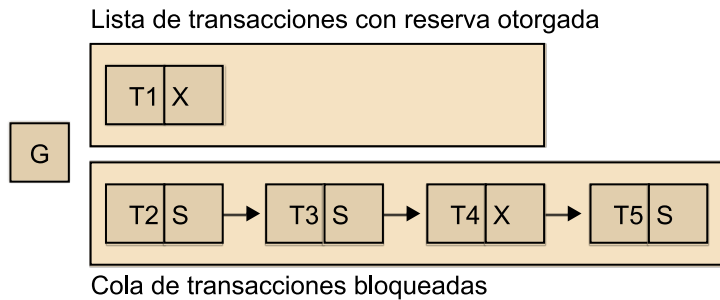 Lista de transacciones con reserva otorgada
T1 X
G
T2 S T3 S T4 X T5 S
Cola de transacciones bloqueadas